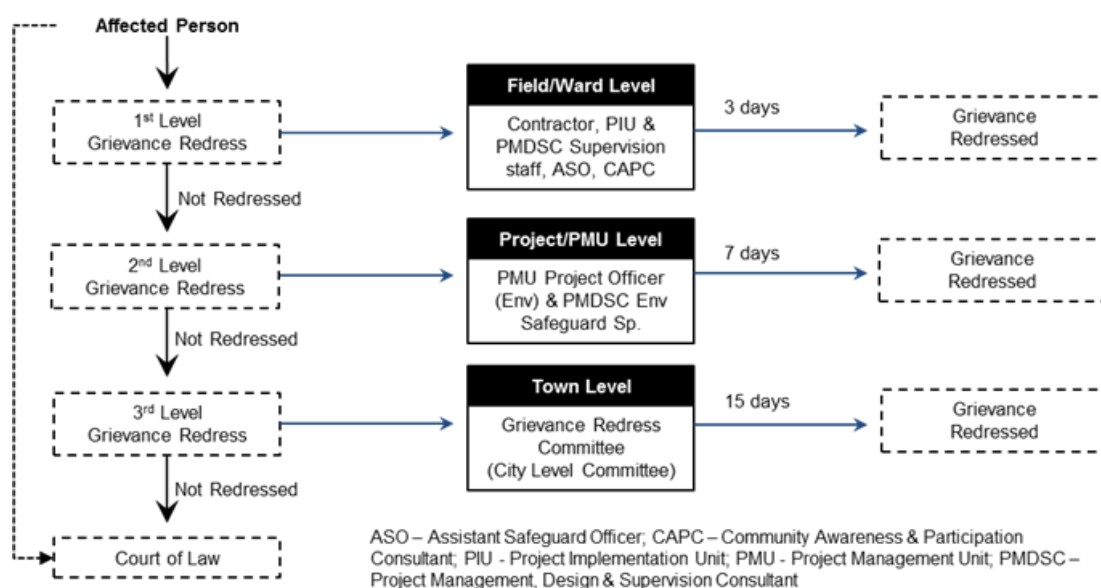 Affected Person
1st Level
Grievance Redress
Field/Ward Level
Contractor, PIU &
PMDSC Supervision
staff, ASO, CAPC
3 days
Grievance
Redressed
Not Redressed
2nd Level
Grievance Redress
Project/PMU Level
PMU Project Officer
(Env) & PMDSC Env
Safeguard Sp.
7 days
Grievance
Redressed
Not Redressed
3rd Level
Grievance Redress
Town Level
Grievance Redress
Committee
(City Level Committee)
15 days
Grievance
Redressed
Not Redressed
Court of Law
ASO – Assistant Safeguard Officer; CAPC – Community Awareness & Participation
Consultant; PIU - Project Implementation Unit; PMU - Project Management Unit; PMDSC –
Project Management, Design & Supervision Consultant